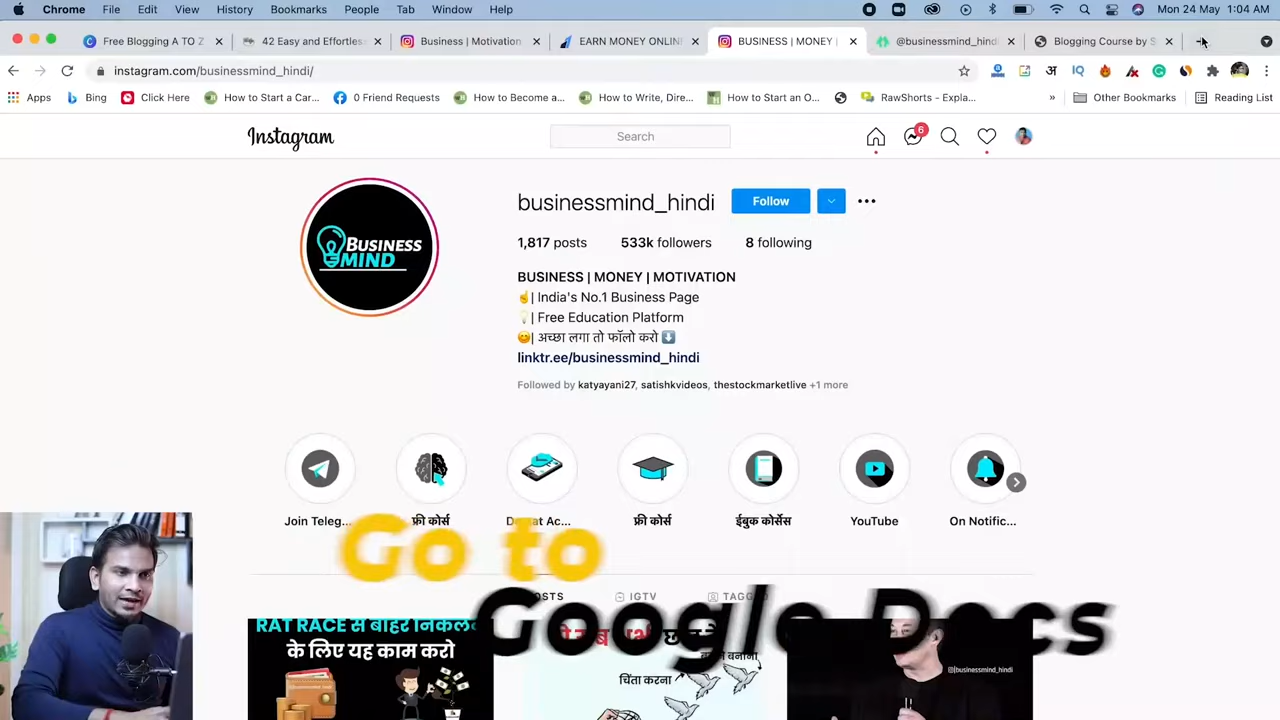 Chrome File Edit View History Bookmarks People Tab Window Help Mon 24 May 1:04 AM
Free Blogging A TO Z
42 Easy and Effortles
Business | Motivation
EARN MONEY ONLINE
BUSINESS | MONEY |
@businessmind_hindi
Blogging Course by S
instagram.com/businessmind_hindi/
Apps Bing Click Here How to Start a Car... 0 Friend Requests How to Become a... How to Write, Dire... How to Start an O... RawShorts - Expla... » Other Bookmarks Reading List
Instagram
Search
6
BUSINESS
MIND
businessmind_hindi Follow
1,817 posts 533k followers 8 following
BUSINESS | MONEY | MOTIVATION
| India's No.1 Business Page
| Free Education Platform
| अच्छा लगा तो फॉलो करो
linktr.ee/businessmind_hindi
Followed by katyayani27, satishkvideos, thestockmarketlive +1 more
Join Teleg... फ्री कोर्स फ्री कोर्स ईबुक कोर्सेस YouTube On Notific...
Go to
Google Docs
IGTV
RAT RACE से बाहर निकलने
के लिए यह काम करो
चिंता करना
@|businessmind_hindi